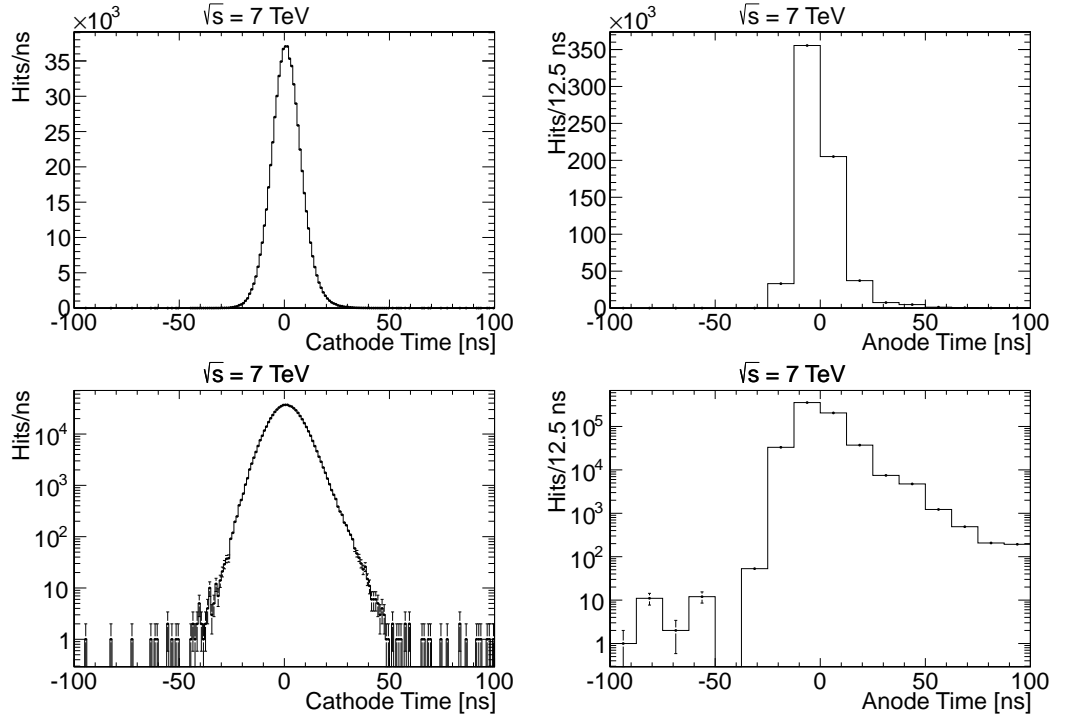 ×10³ √s = 7 TeV
Hits/ns
35
30
25
20
15
10
5
0
-100 -50 0 50 100
Cathode Time [ns]
×10³ √s = 7 TeV
Hits/12.5 ns
350
300
250
200
150
100
50
0
-100 -50 0 50 100
Anode Time [ns]
√s = 7 TeV
Hits/ns
10⁴
10³
10²
10
1
-100 -50 0 50 100
Cathode Time [ns]
√s = 7 TeV
Hits/12.5 ns
10⁵
10⁴
10³
10²
10
1
-100 -50 0 50 100
Anode Time [ns]